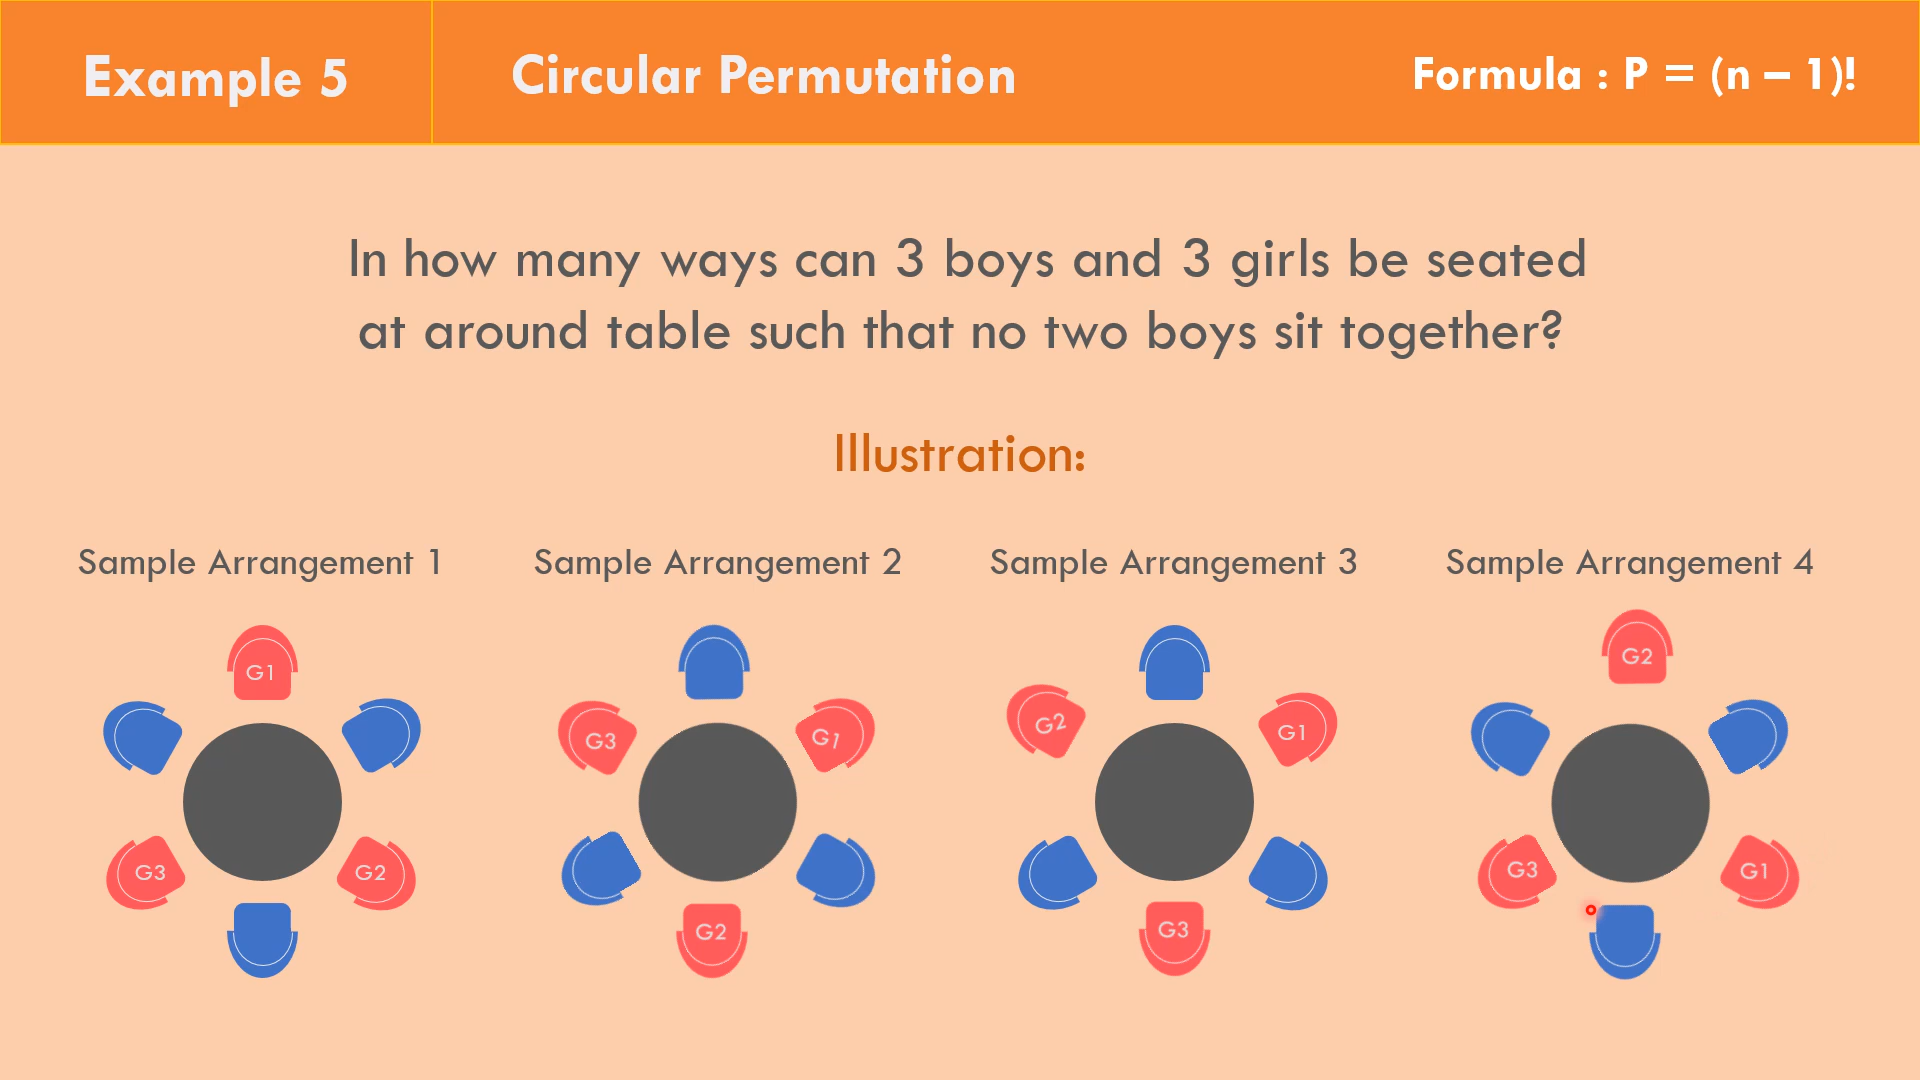 Example 5
Circular Permutation
Formula : P = (n – 1)!
In how many ways can 3 boys and 3 girls be seated
at around table such that no two boys sit together?
Illustration:
Sample Arrangement 1
G1
G3
G2
Sample Arrangement 2
G3
G1
G2
Sample Arrangement 3
G2
G1
G3
Sample Arrangement 4
G2
G3
G1